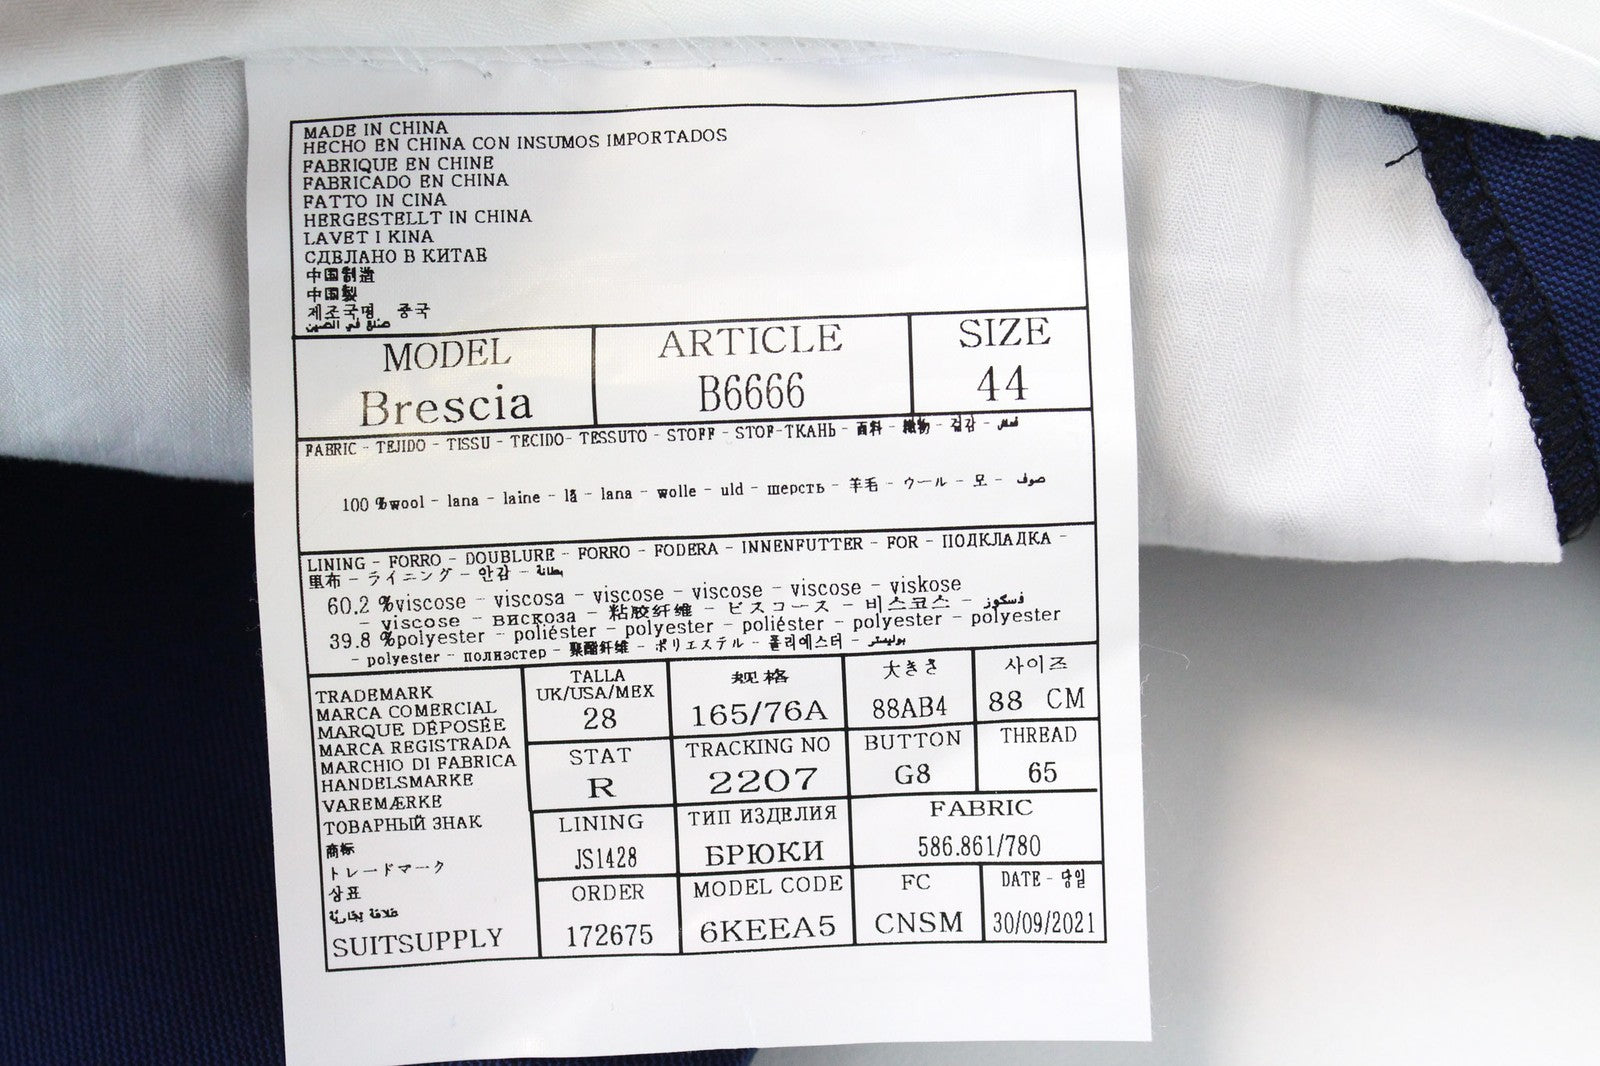 MADE IN CHINA
HECHO EN CHINA CON INSUMOS IMPORTADOS
FABRIQUE EN CHINE
FABRICADO EN CHINA
FATTO IN CINA
HERGESTELLT IN CHINA
LAVET I KINA
СДЕЛАНО В КИТАЕ
中国制造
中国製
제조국명 중국
صنع في الصين
MODEL
Brescia
ARTICLE
B6666
SIZE
44
FABRIC - TEJIDO - TISSU - TECIDO- TESSUTO - STOFF - STOF-ТКАНЬ - 面料 - 織物 - 겉감 - قماش
100 %wool - lana - laine - lã - lana - wolle - uld - шерсть - 羊毛 - ウール - 모 - صوف
LINING - FORRO - DOUBLURE - FORRO - FODERA - INNENFUTTER - FOR - ПОДКЛАДКА -
里布 - ライニング - 안감 - بطانة
60.2 %viscose - viscosa - viscose - viscose - viscose - viskose
- viscose - вискоза - 粘胶纤维 - ビスコース - 비스코스 - فسكوز
39.8 %polyester - poliéster - polyester - poliéster - polyester - polyester
- polyester - полиэстер - 聚酯纤维 - ポリエステル - 폴리에스터 - بوليستر
TRADEMARK
MARCA COMERCIAL
MARQUE DÉPOSÉE
MARCA REGISTRADA
MARCHIO DI FABRICA
HANDELSMARKE
VAREMÆRKE
ТОВАРНЫЙ ЗНАК
商标
トレードマーク
상표
علامة تجارية
SUITSUPPLY
TALLA
UK/USA/MEX
28
规格
165/76A
大きさ
88AB4
사이즈
88 CM
STAT
R
TRACKING NO
2207
BUTTON
G8
THREAD
65
LINING
JS1428
ТИП ИЗДЕЛИЯ
БРЮКИ
FABRIC
586.861/780
ORDER
172675
MODEL CODE
6KEEA5
FC
CNSM
DATE - 당일
30/09/2021